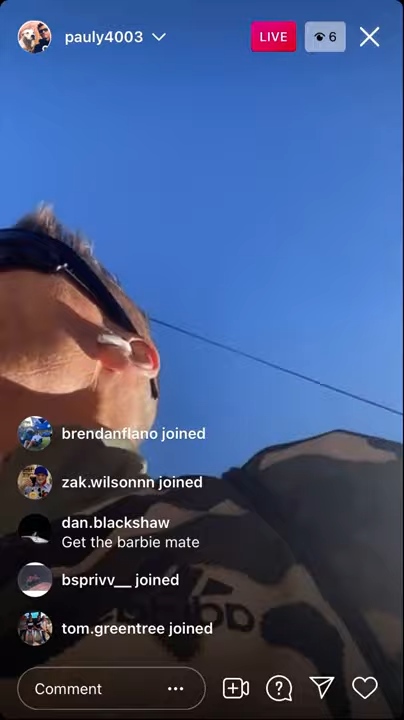 pauly4003
LIVE
6
brendanflano joined
zak.wilsonnn joined
dan.blackshaw
Get the barbie mate
bsprivv__ joined
tom.greentree joined
adidas
Comment